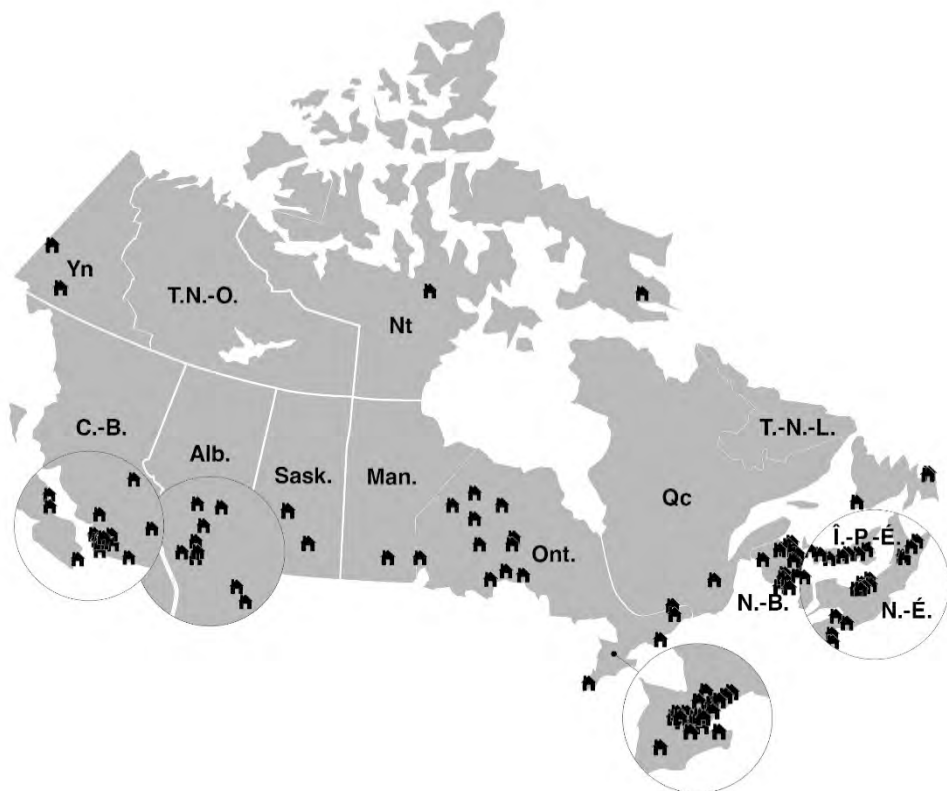 Yn
T.N.-O.
Nt
C.-B.
Alb.
Sask.
Man.
Ont.
Qc
T.-N.-L.
Î.-P.-É.
N.-B.
N.-É.